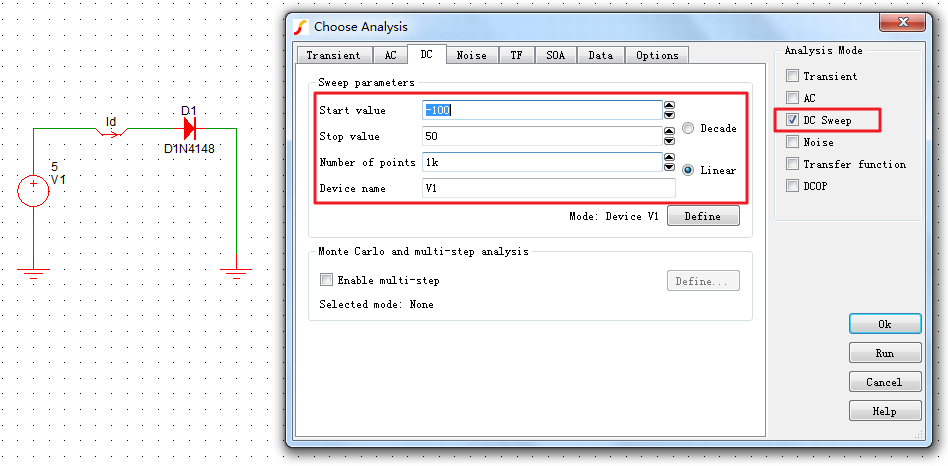 Choose Analysis
Transient AC DC Noise TF SOA Data Options
Sweep parameters
Start value -100
Stop value 50
Number of points 1k
Device name V1
Decade
Linear
Mode: Device V1 Define
Monte Carlo and multi-step analysis
Enable multi-step Define...
Selected mode: None
Analysis Mode
Transient
AC
DC Sweep
Noise
Transfer function
DCOP
Ok
Run
Cancel
Help
Id
D1
D1N4148
5
V1